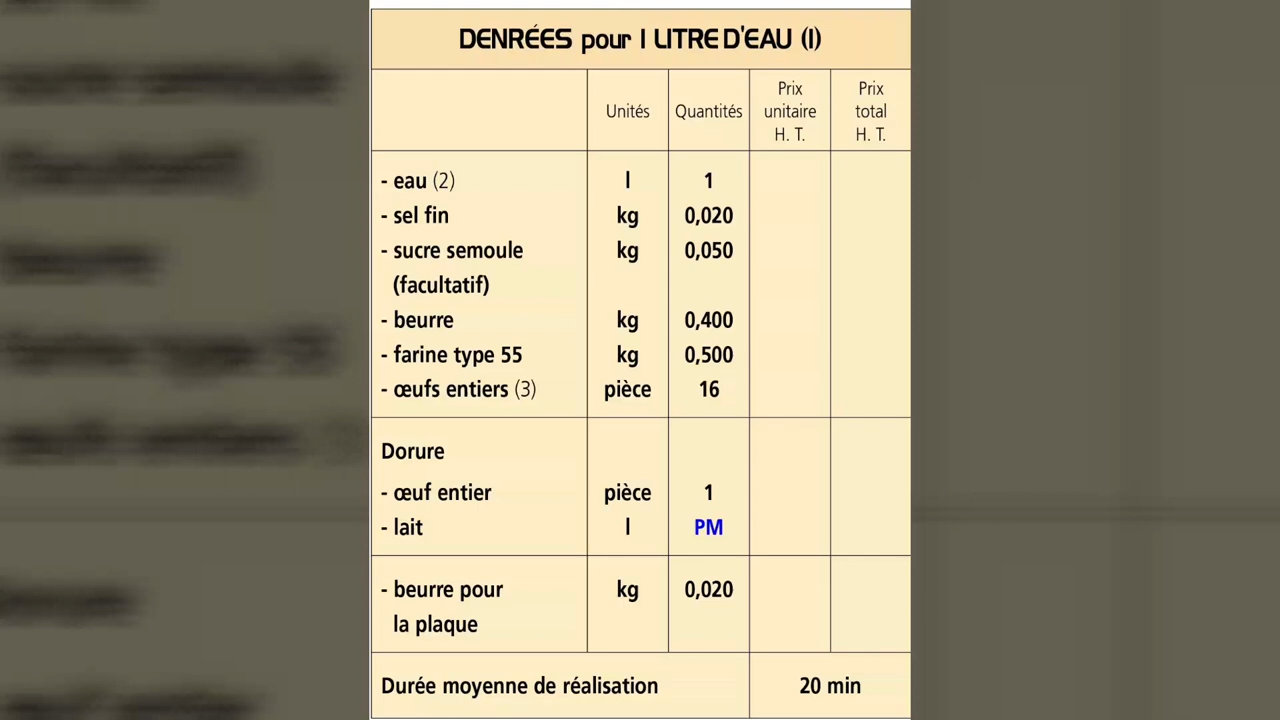 DENRÉES pour 1 LITRE D'EAU (1)
Unités Quantités Prix unitaire H. T. Prix total H. T.
- eau (2) l 1
- sel fin kg 0,020
- sucre semoule kg 0,050
(facultatif)
- beurre kg 0,400
- farine type 55 kg 0,500
- œufs entiers (3) pièce 16
Dorure
- œuf entier pièce 1
- lait l PM
- beurre pour kg 0,020
la plaque
Durée moyenne de réalisation 20 min